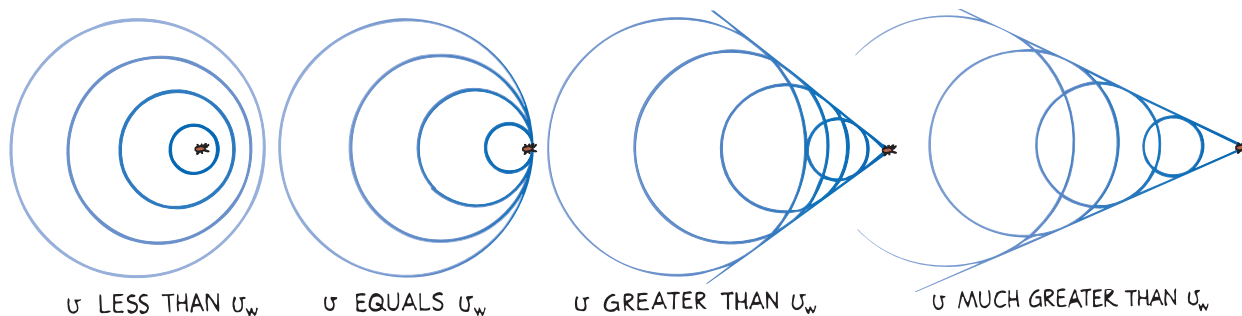 υ LESS THAN υw
υ EQUALS υw
υ GREATER THAN υw
υ MUCH GREATER THAN υw